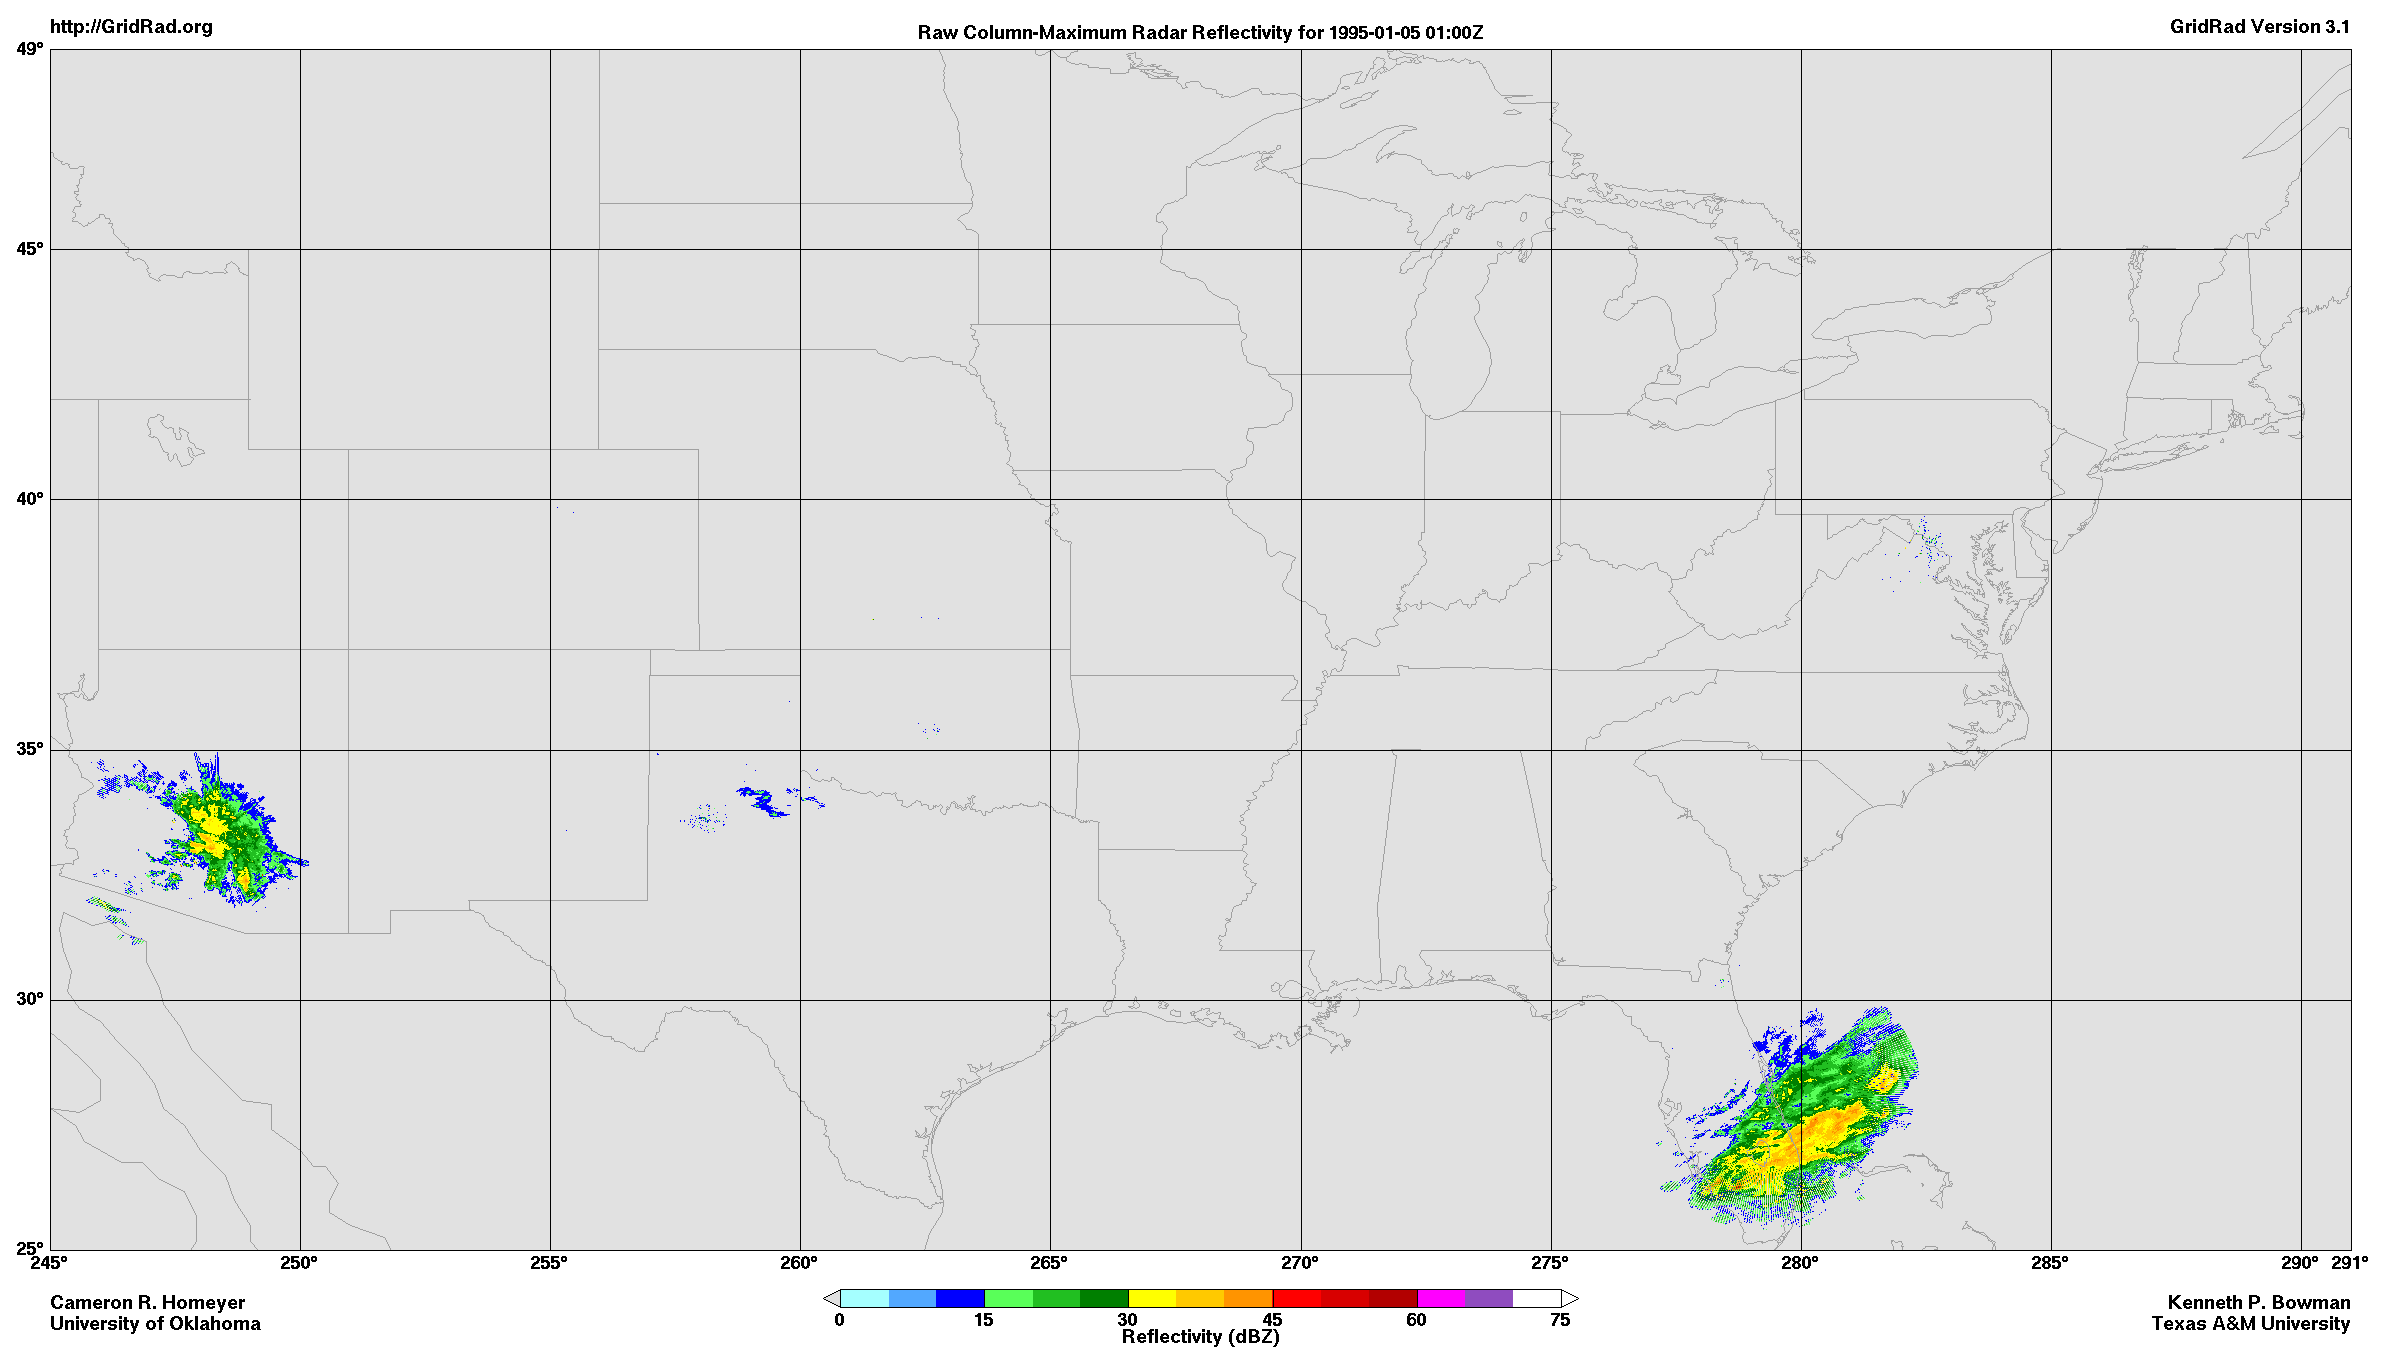 http://GridRad.org
Raw Column-Maximum Radar Reflectivity for 1995-01-05 01:00Z
GridRad Version 3.1
49°
45°
40°
35°
30°
25°
245° 250° 255° 260° 265° 270° 275° 280° 285° 290° 291°
0 15 30 45 60 75
Reflectivity (dBZ)
Cameron R. Homeyer
University of Oklahoma
Kenneth P. Bowman
Texas A&M University